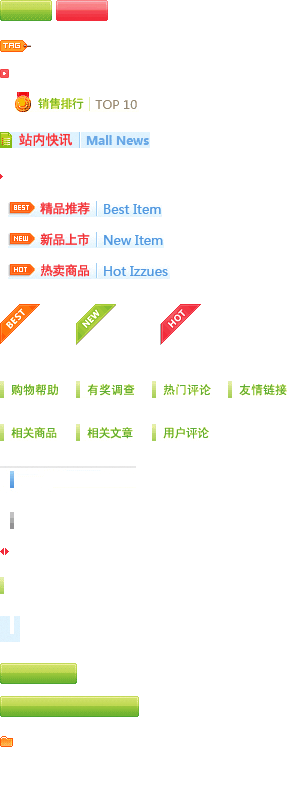 TAG
销售排行 TOP 10
站内快讯 Mall News
BEST 精品推荐 Best Item
NEW 新品上市 New Item
HOT 热卖商品 Hot Izzues
BEST NEW HOT
购物帮助 有奖调查 热门评论 友情链接
相关商品 相关文章 用户评论